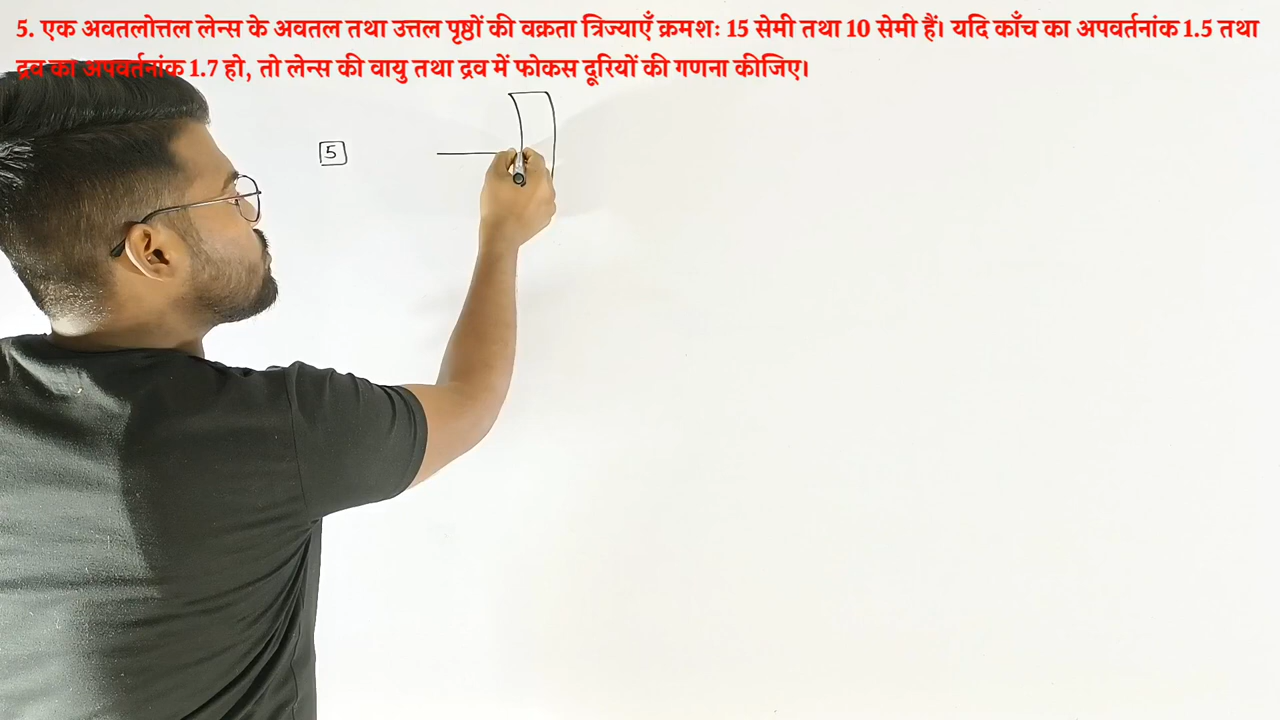 5. एक अवतलोत्तल लेन्स के अवतल तथा उत्तल पृष्ठों की वक्रता त्रिज्याएँ क्रमशः 15 सेमी तथा 10 सेमी हैं। यदि काँच का अपवर्तनांक 1.5 तथा
द्रव का अपवर्तनांक 1.7 हो, तो लेन्स की वायु तथा द्रव में फोकस दूरियों की गणना कीजिए।
5